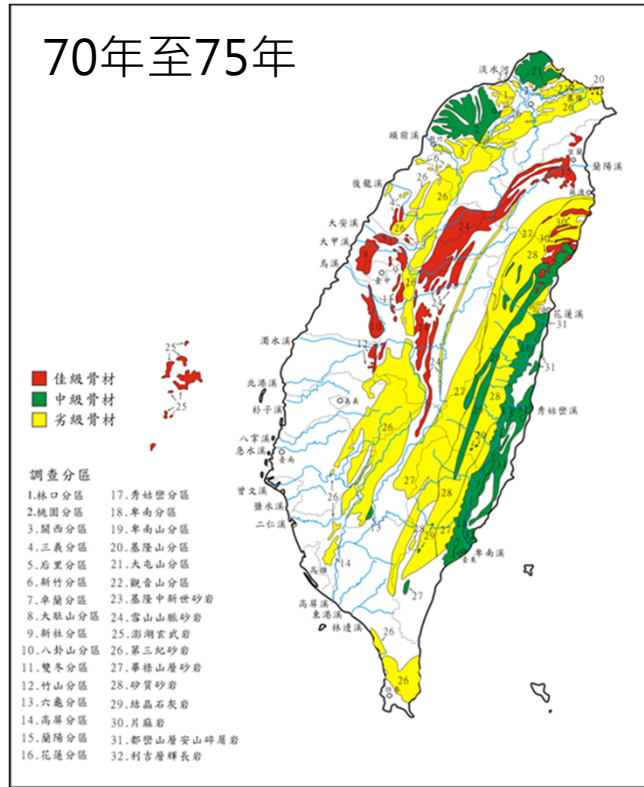 70年至75年
淡水河
頭前溪
後龍溪
大安溪
大甲溪
烏溪
濁水溪
北港溪
朴子溪
八掌溪
急水溪
曾文溪
鹽水溪
二仁溪
高屏溪
東港溪
林邊溪
蘭陽溪
花蓮溪
秀姑巒溪
卑南溪
宜蘭
臺中
嘉義
臺南
高雄
臺東
佳級骨材
中級骨材
劣級骨材
調查分區
1.林口分區
2.桃園分區
3.關西分區
4.三義分區
5.后里分區
6.新竹分區
7.卓蘭分區
8.大肚山分區
9.新社分區
10.八卦山分區
11.雙冬分區
12.竹山分區
13.六龜分區
14.高屏分區
15.蘭陽分區
16.花蓮分區
17.秀姑巒分區
18.卑南分區
19.卑南山分區
20.基隆山分區
21.大屯山分區
22.觀音山分區
23.基隆中新世砂岩
24.雪山山脈砂岩
25.澎湖玄武岩
26.第三紀砂岩
27.畢祿山層砂岩
28.矽質砂岩
29.結晶石灰岩
30.片麻岩
31.都巒山層安山碎屑岩
32.利吉層輝長岩